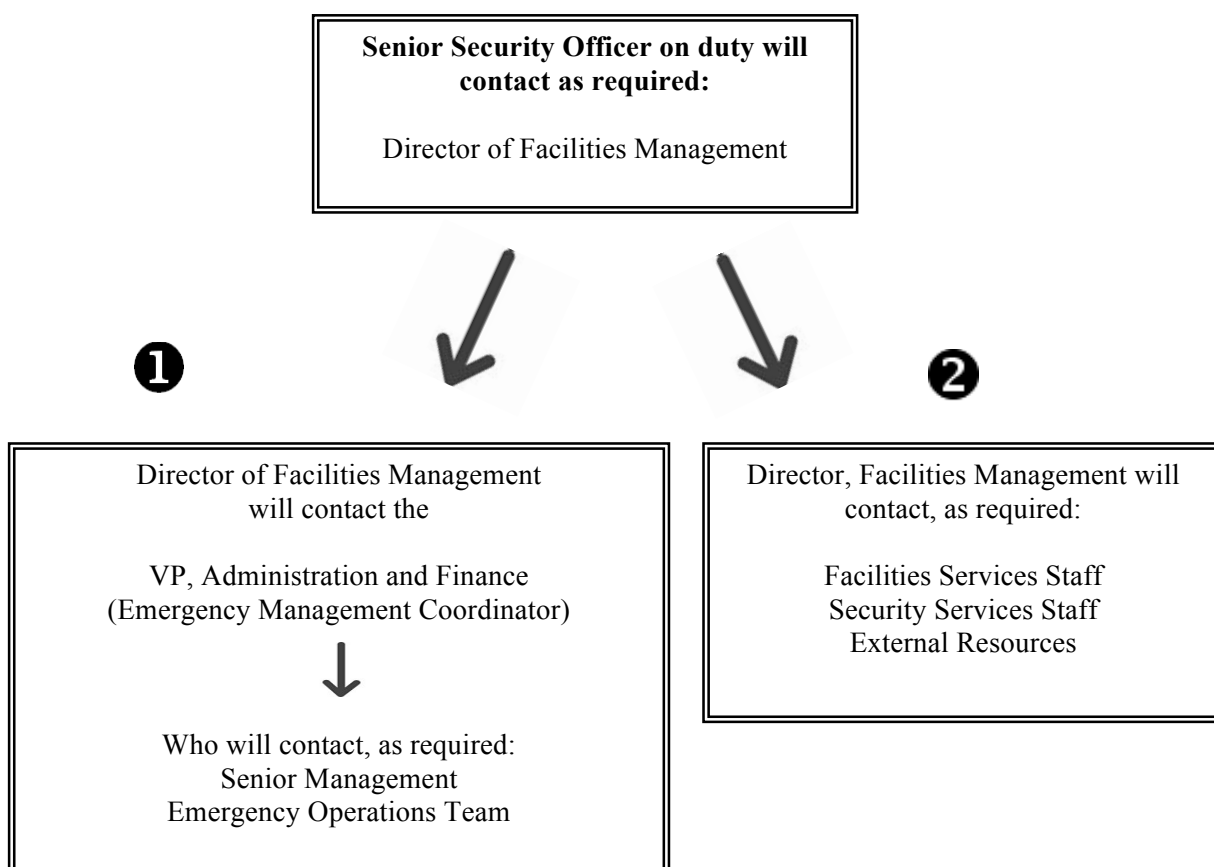 Senior Security Officer on duty will
contact as required:
Director of Facilities Management
❶
❷
Director of Facilities Management
will contact the
VP, Administration and Finance
(Emergency Management Coordinator)
Who will contact, as required:
Senior Management
Emergency Operations Team
Director, Facilities Management will
contact, as required:
Facilities Services Staff
Security Services Staff
External Resources